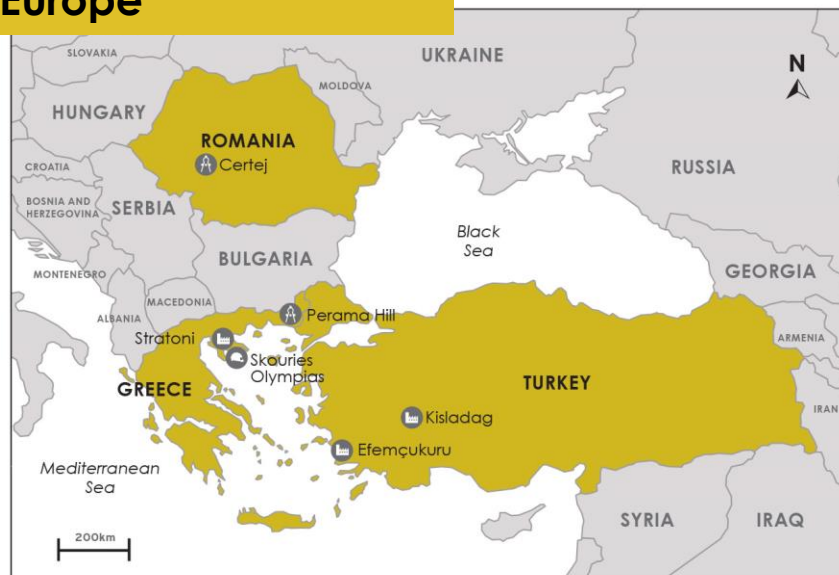 Europe
SLOVAKIA
UKRAINE
N
MOLDOVA
HUNGARY
ROMANIA
Certej
CROATIA
RUSSIA
BOSNIA AND
HERZEGOVINA
SERBIA
Black
Sea
BULGARIA
MONTENEGRO
GEORGIA
MACEDONIA
ALBANIA
Perama Hill
Stratoni
ARMENIA
Skouries
Olympias
GREECE
TURKEY
IRAN
Kisladag
Efemçukuru
Mediterranean
Sea
SYRIA
IRAQ
200km